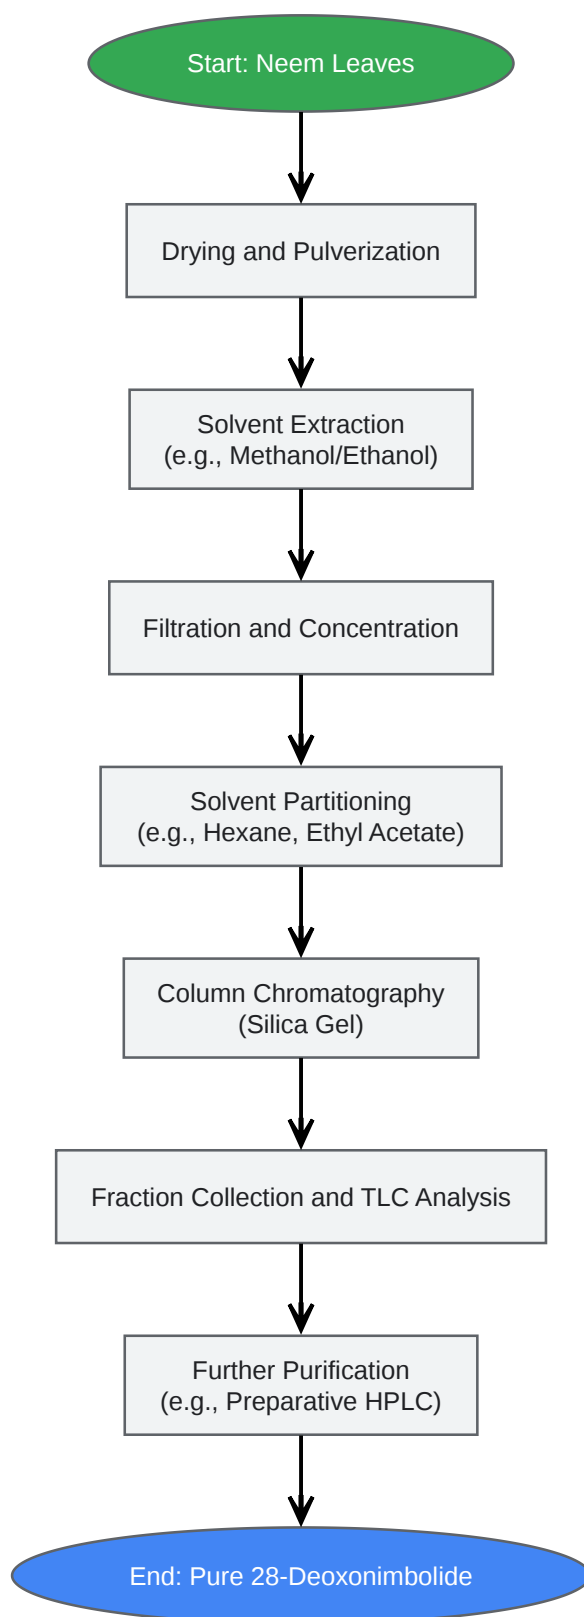 Start: Neem Leaves
Drying and Pulverization
Solvent Extraction
(e.g., Methanol/Ethanol)
Filtration and Concentration
Solvent Partitioning
(e.g., Hexane, Ethyl Acetate)
Column Chromatography
(Silica Gel)
Fraction Collection and TLC Analysis
Further Purification
(e.g., Preparative HPLC)
End: Pure 28-Deoxonimbolide